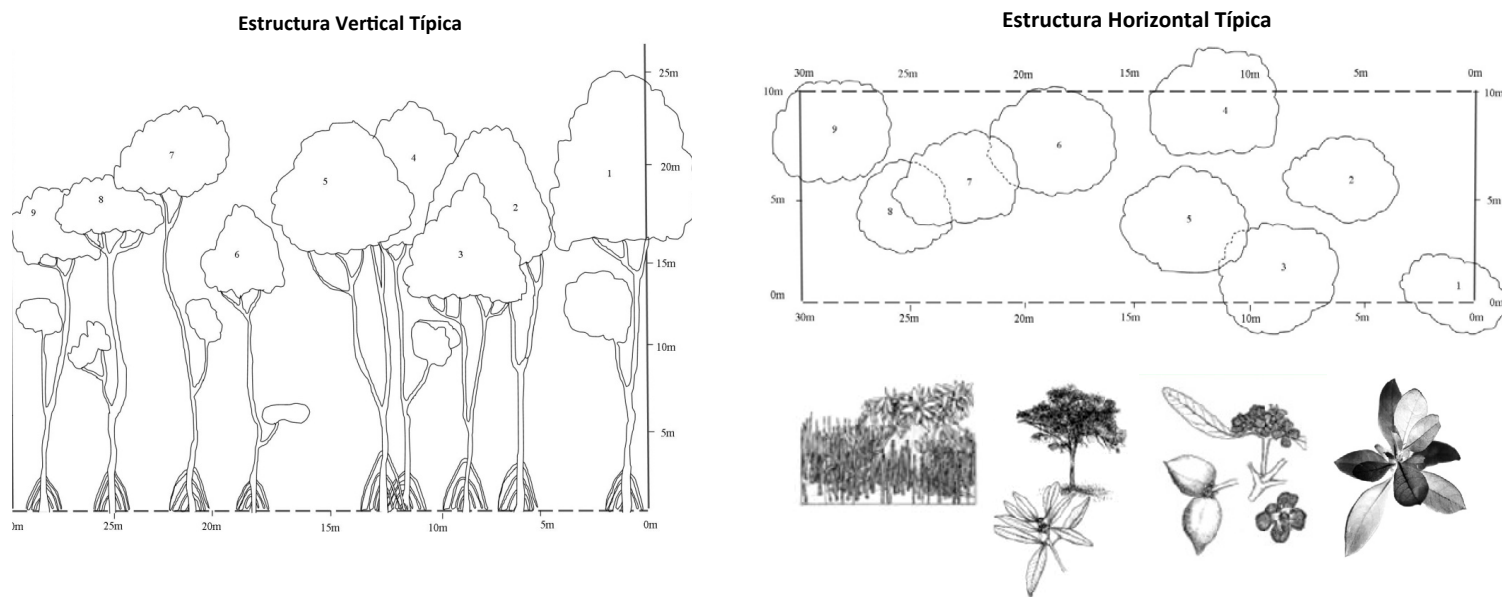 Estructura Vertical Típica
25m
20m
15m
10m
5m
1
2
3
4
5
6
7
8
9
0m 25m 20m 15m 10m 5m 0m
Estructura Horizontal Típica
30m 25m 20m 15m 10m 5m 0m
10m 10m
5m 5m
0m 0m
9
4
6
7
2
8
5
3
1
30m 25m 20m 15m 10m 5m 0m